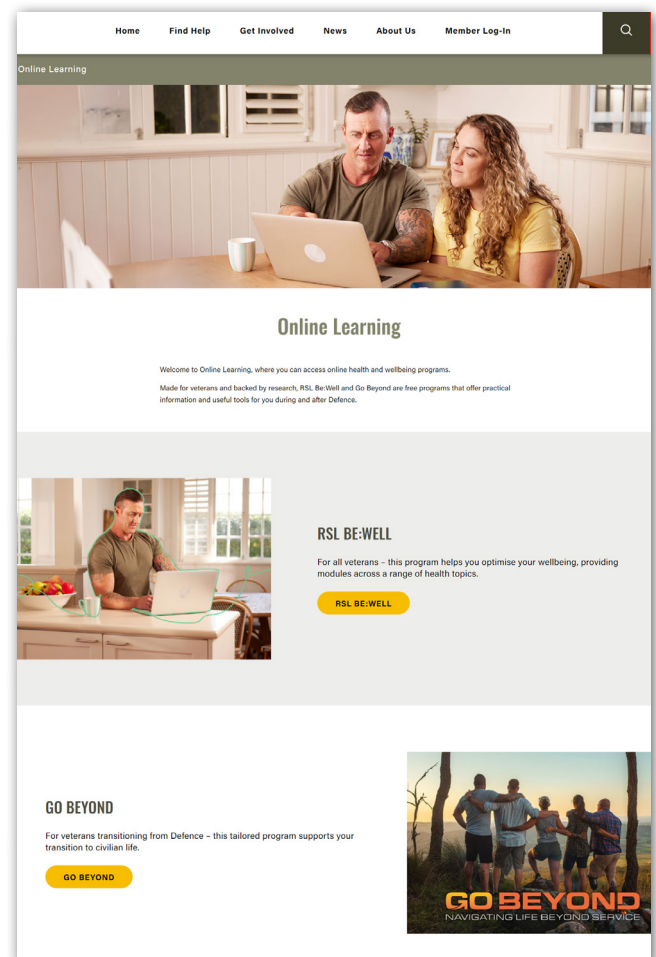 Home Find Help Get Involved News About Us Member Log-In
Online Learning
Online Learning
Welcome to Online Learning, where you can access online health and wellbeing programs.
Made for veterans and backed by research, RSL Be:Well and Go Beyond are free programs that offer practical
information and useful tools for you during and after Defence.
RSL BE:WELL
For all veterans – this program helps you optimise your wellbeing, providing
modules across a range of health topics.
RSL BE:WELL
GO BEYOND
For veterans transitioning from Defence – this tailored program supports your
transition to civilian life.
GO BEYOND
GO BEYOND
NAVIGATING LIFE BEYOND SERVICE